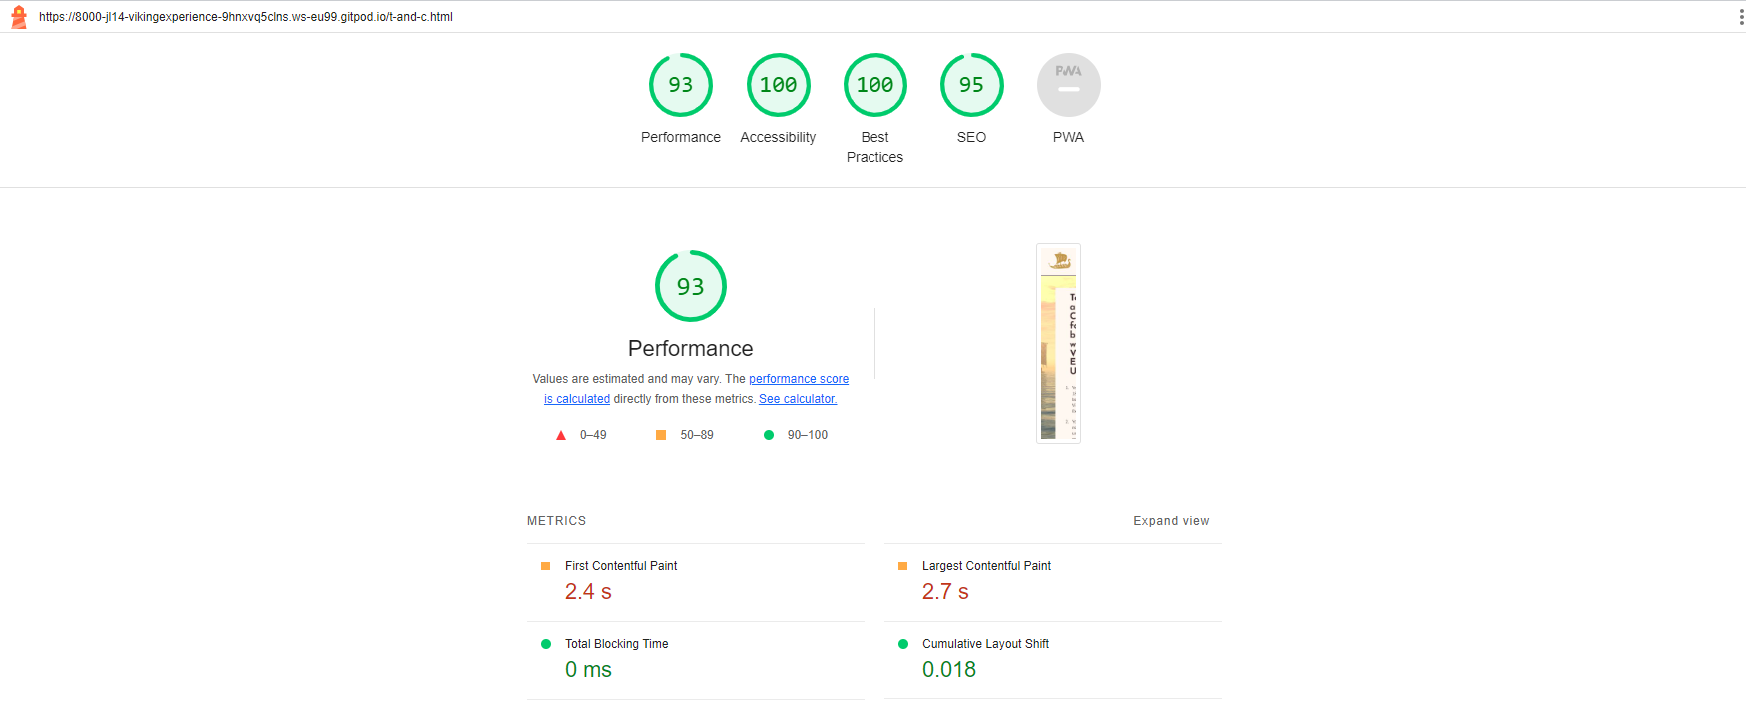 https://8000-jl14-vikingexperience-9hnxvq5clns.ws-eu99.gitpod.io/t-and-c.html
93
100
100
95
PWA
Performance
Accessibility
Best
Practices
SEO
PWA
93
Performance
Values are estimated and may vary. The performance score
is calculated directly from these metrics. See calculator.
0–49
50–89
90–100
METRICS
Expand view
First Contentful Paint
2.4 s
Largest Contentful Paint
2.7 s
Total Blocking Time
0 ms
Cumulative Layout Shift
0.018